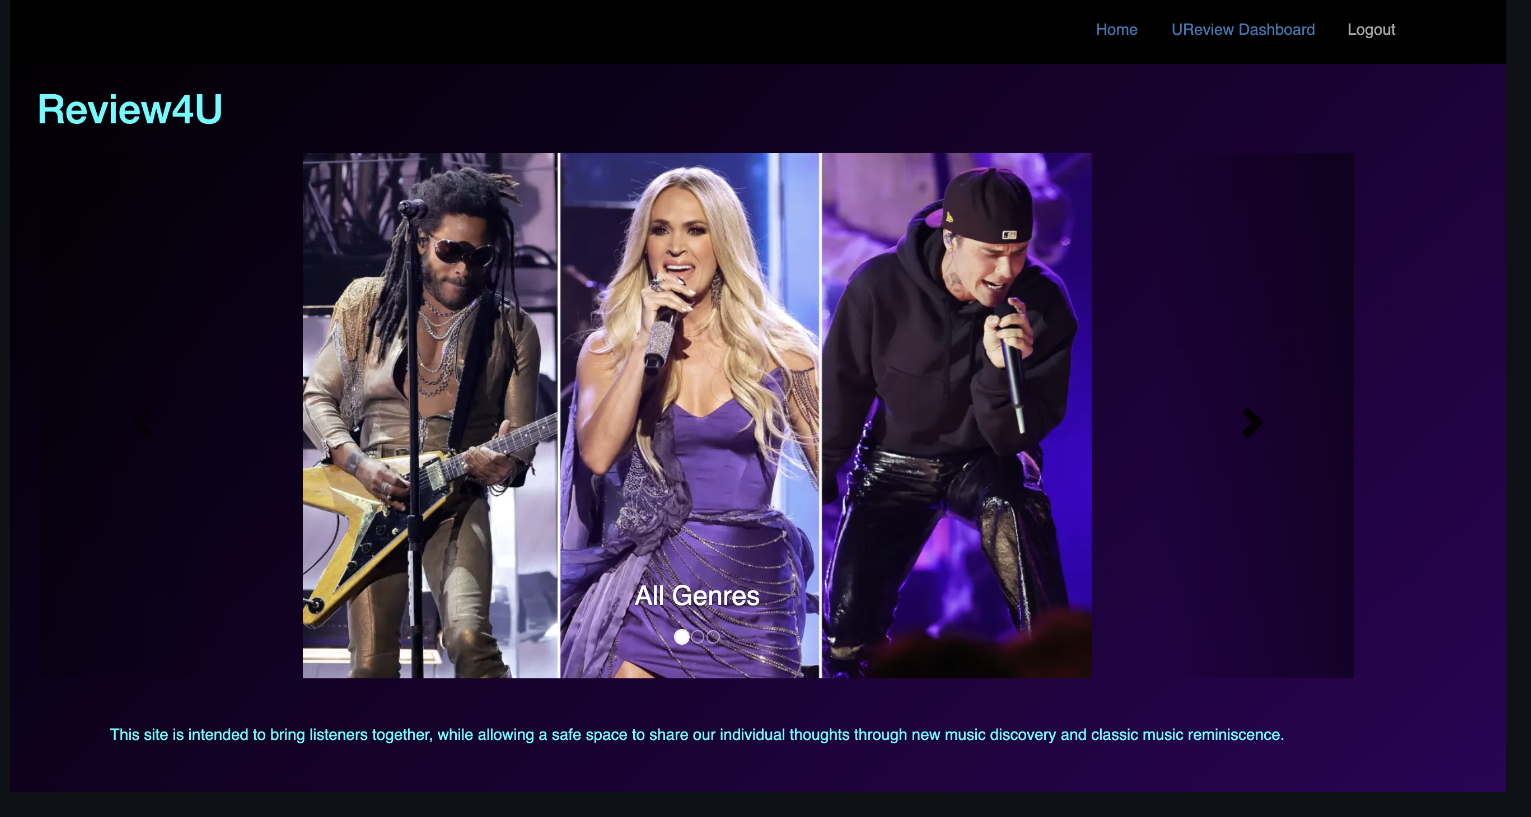 Home UReview Dashboard Logout
Review4U
All Genres
This site is intended to bring listeners together, while allowing a safe space to share our individual thoughts through new music discovery and classic music reminiscence.